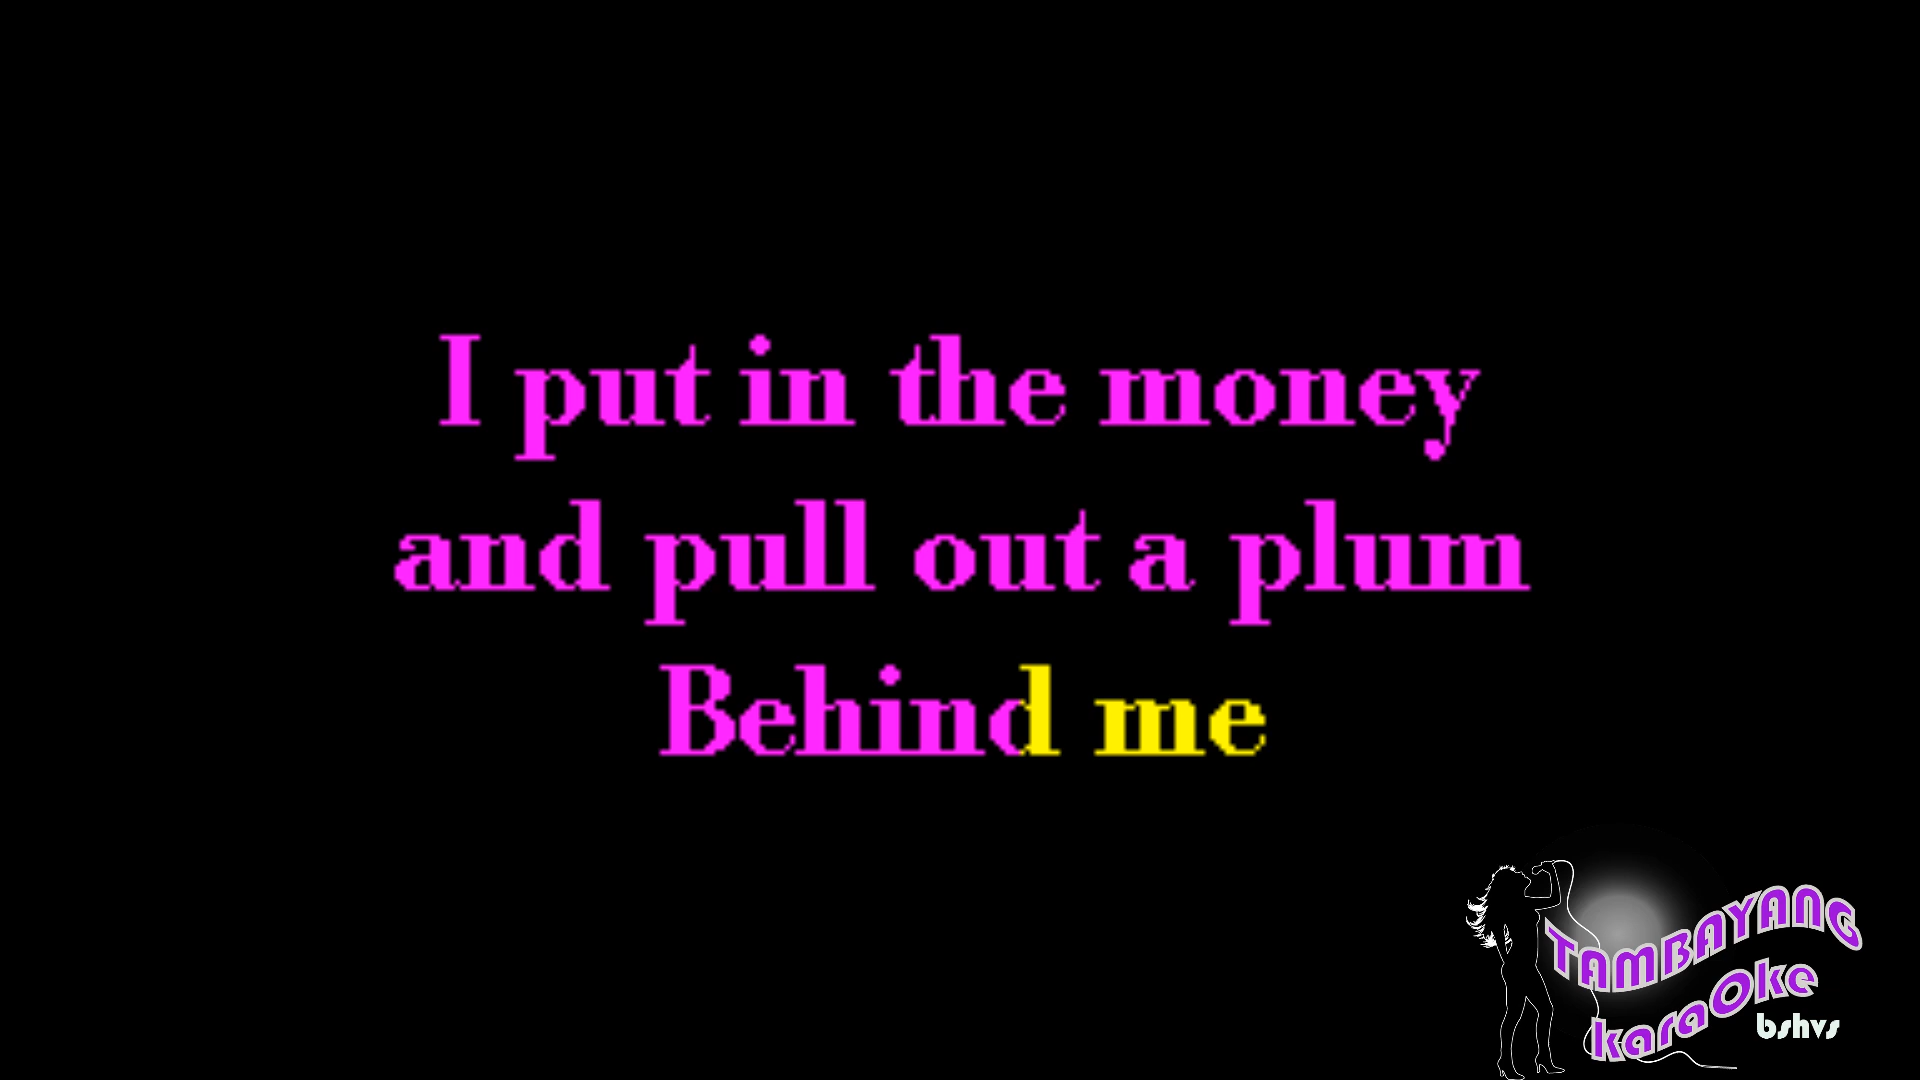 I put in the money
and pull out a plum
Behind me
TAMBAYANG
karaOke
bshvs